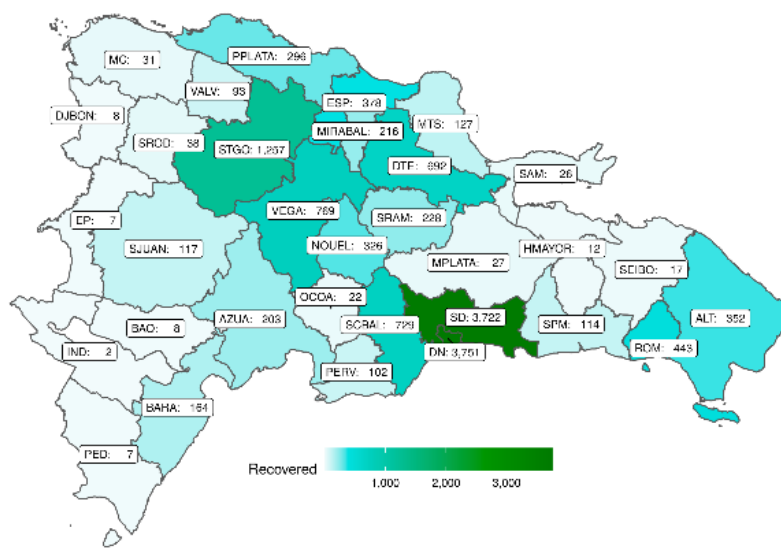 PPLATA: 296
MC: 31
VALV: 93
ESP: 378
DJBON: 8
MTS: 127
MIRABAL: 216
SROD: 38
STGO: 1,257
DTE: 692
SAM: 26
VEGA: 769
EP: 7
SRAM: 228
SJUAN: 117
NOUEL: 326
HMAYOR: 12
MPLATA: 27
SEIBO: 17
OCOA: 22
SD: 3,722
AZUA: 203
ALT: 352
BAO: 8
SCBAL: 729
SPM: 114
IND: 2
DN: 3,751
ROM: 443
PERV: 102
BAHA: 164
PED: 7
Recovered
1,000 2,000 3,000